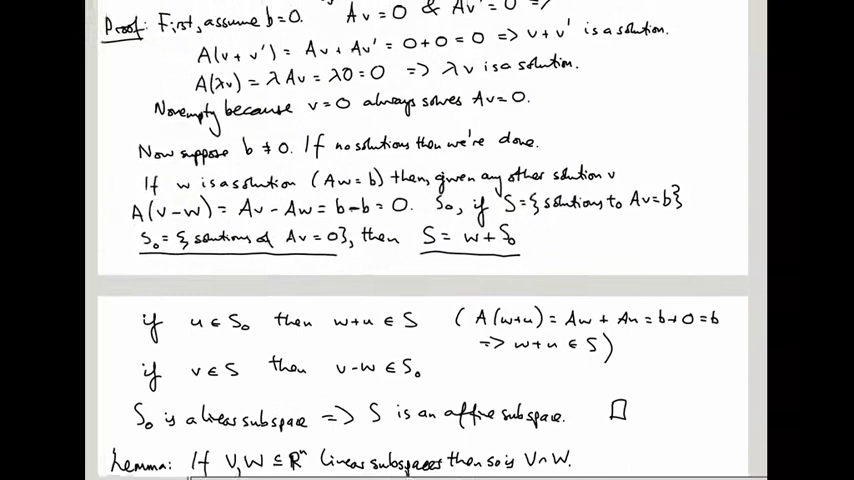 Proof: First, assume b=0. Av=0 & Av'=0 =>
A(v+v') = Av + Av' = 0+0 = 0 => v+v' is a solution.
A(λv) = λAv = λ0 = 0 => λv is a solution.
Nonempty because v=0 always solves Av=0.
Now suppose b ≠ 0. If no solutions then we're done.
If w is a solution (Aw=b) then, given any other solution v
A(v-w) = Av - Aw = b-b = 0. So, if S={solutions to Av=b}
S₀={solutions of Av=0}, then S = w+S₀
if u∈S₀ then w+u ∈ S (A(w+u) = Aw + Au = b+0 = b
=> w+u ∈ S)
if v∈S then v-w ∈ S₀
S₀ is a linear subspace => S is an affine subspace. □
Lemma: If V,W ⊆ ℝⁿ linear subspaces then so is V∩W.